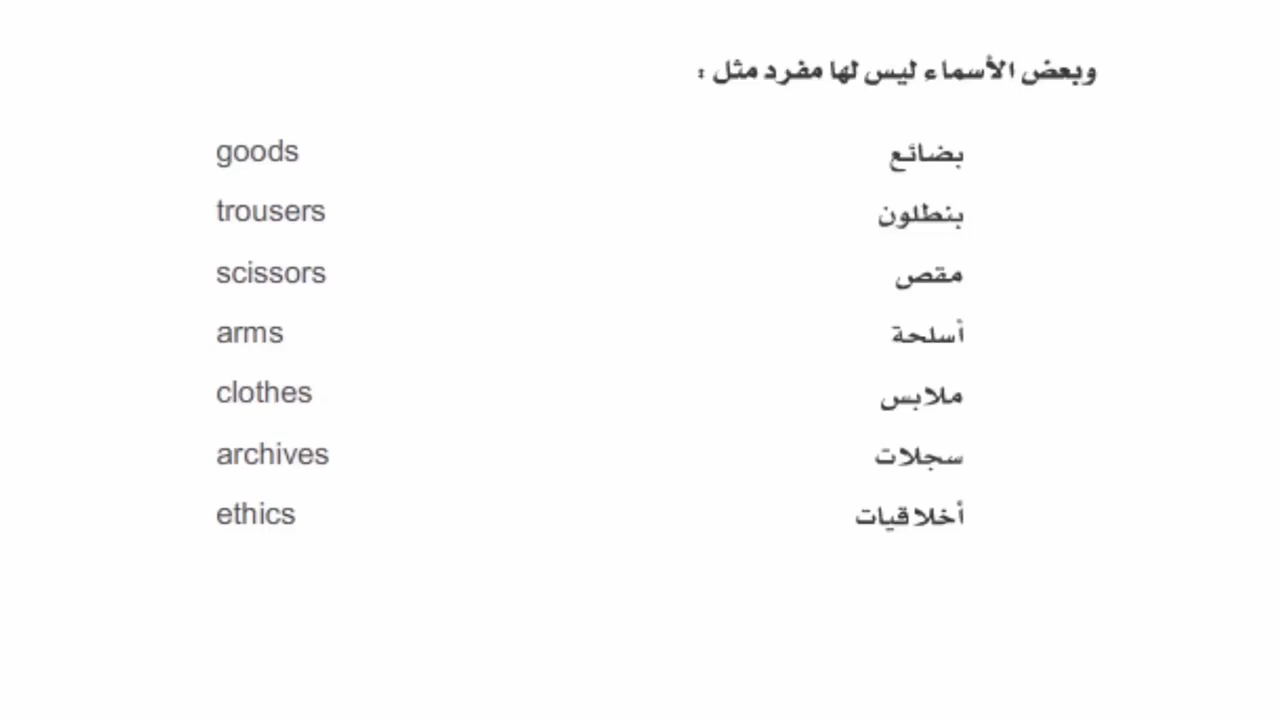 وبعض الأسماء ليس لها مفرد مثل :
goods بضائع
trousers بنطلون
scissors مقص
arms أسلحة
clothes ملابس
archives سجلات
ethics أخلاقيات